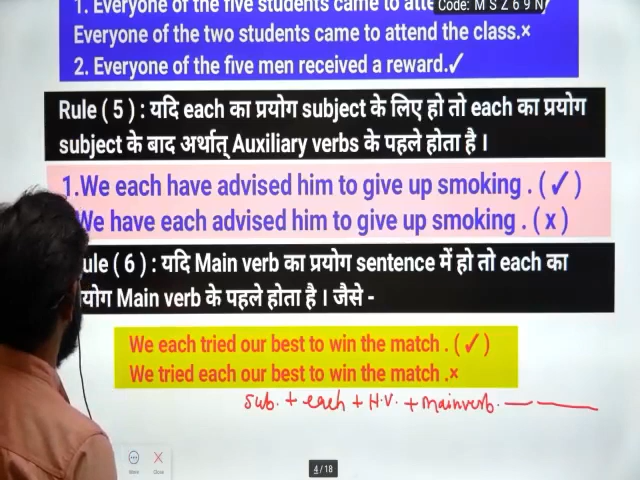 1. Everyone of the five students came to
Code: M S Z 6 9 N
Everyone of the two students came to attend the class.×
2. Everyone of the five men received a reward.✓
Rule ( 5 ) : यदि each का प्रयोग subject के लिए हो तो each का प्रयोग
subject के बाद अर्थात् Auxiliary verbs के पहले होता है ।
1.We each have advised him to give up smoking . ( ✓ )
We have each advised him to give up smoking . ( x )
ule ( 6 ) : यदि Main verb का प्रयोग sentence में हो तो each का
योग Main verb के पहले होता है । जैसे -
We each tried our best to win the match . ( ✓ )
We tried each our best to win the match .×
Sub. + each + H.V. + mainverb.
4/18